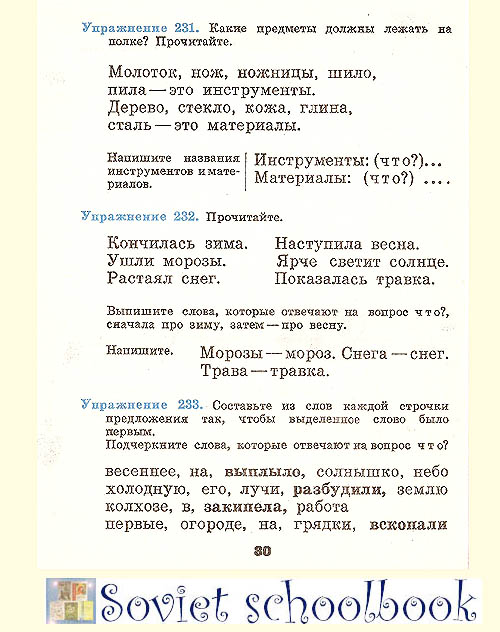 Упражнение 231. Какие предметы должны лежать на
полке? Прочитайте.
Молоток, нож, ножницы, шило,
пила — это инструменты.
Дерево, стекло, кожа, глина,
сталь — это материалы.
Напишите названия
инструментов и мате-
риалов.
Инструменты: (что?)...
Материалы: (что?) ....
Упражнение 232. Прочитайте.
Кончилась зима. Наступила весна.
Ушли морозы. Ярче светит солнце.
Растаял снег. Показалась травка.
Выпишите слова, которые отвечают на вопрос что?,
сначала про зиму, затем — про весну.
Напишите. Морозы — мороз. Снега — снег.
Трава — травка.
Упражнение 233. Составьте из слов каждой строчки
предложения так, чтобы выделенное слово было
первым.
Подчеркните слова, которые отвечают на вопрос что?
весеннее, на, выплыло, солнышко, небо
холодную, его, лучи, разбудили, землю
колхозе, в, закипела, работа
первые, огороде, на, грядки, вскопали
80
Soviet schoolbook